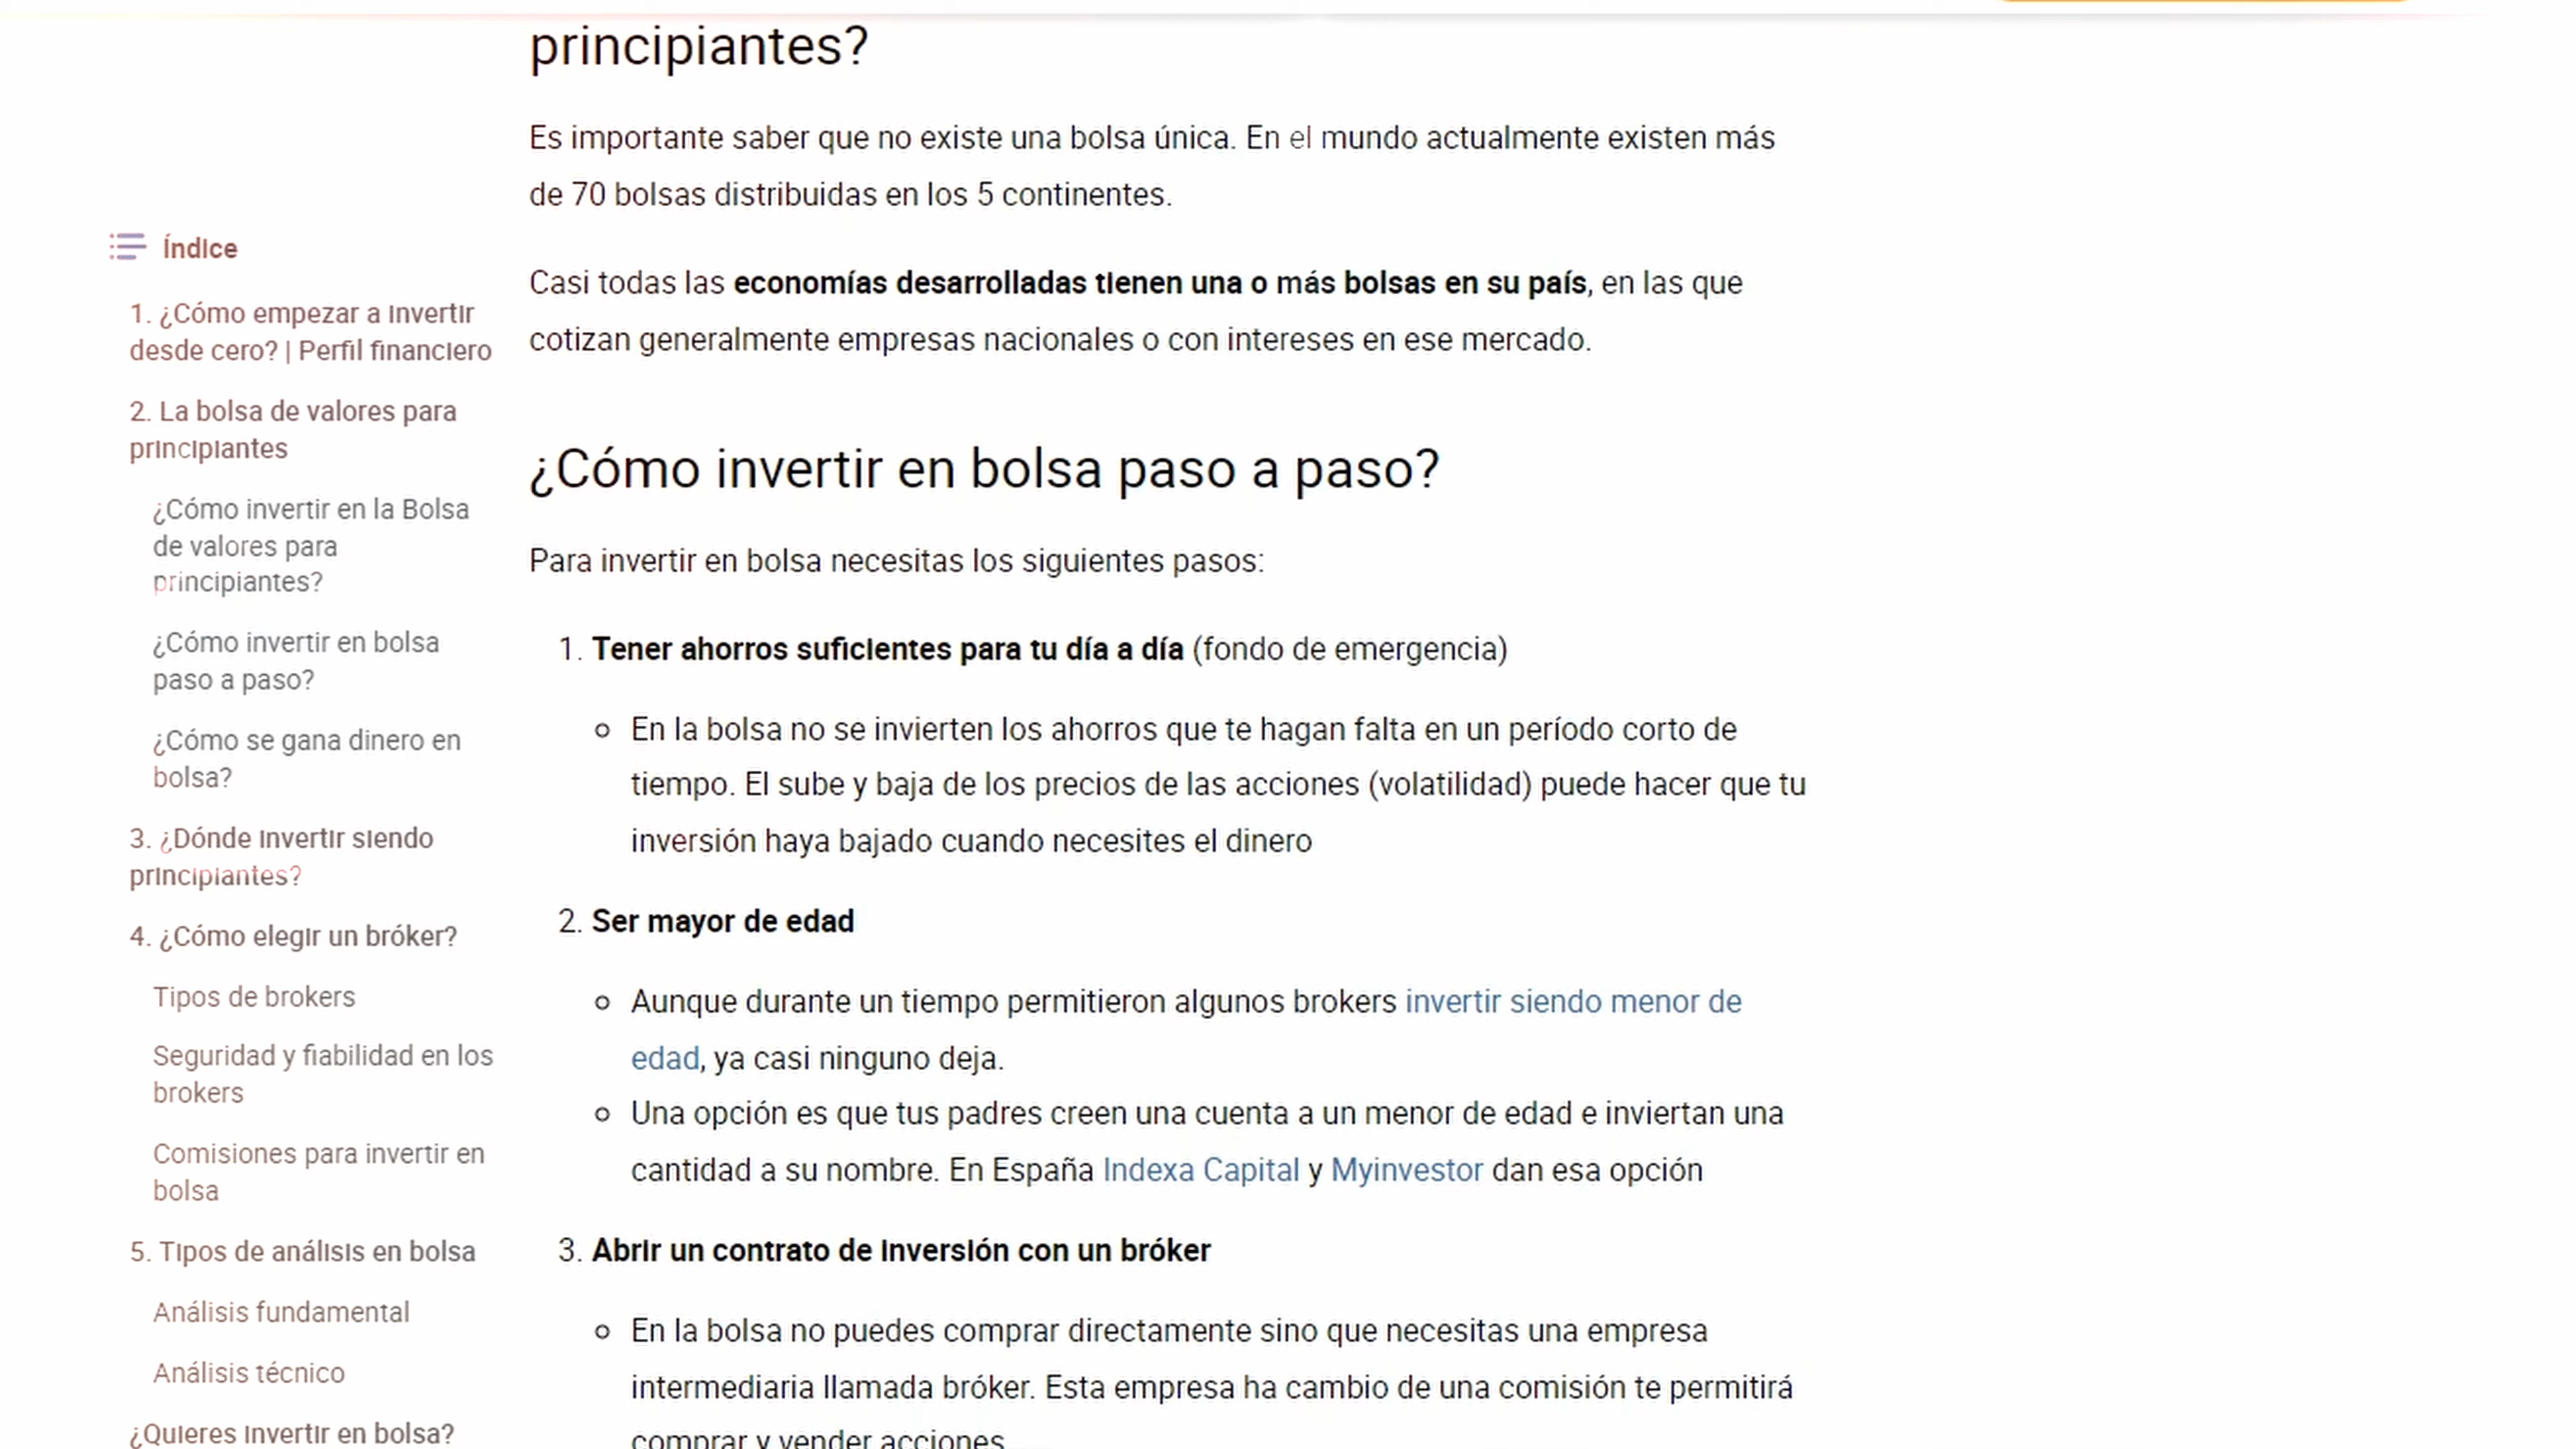 principiantes?
Es importante saber que no existe una bolsa única. En el mundo actualmente existen más
de 70 bolsas distribuidas en los 5 continentes.
Casi todas las economías desarrolladas tienen una o más bolsas en su país, en las que
cotizan generalmente empresas nacionales o con intereses en ese mercado.
Índice
1. ¿Cómo empezar a invertir
desde cero? | Perfil financiero
2. La bolsa de valores para
principiantes
¿Cómo invertir en la Bolsa
de valores para
principiantes?
¿Cómo invertir en bolsa
paso a paso?
¿Cómo se gana dinero en
bolsa?
3. ¿Dónde invertir siendo
principiantes?
4. ¿Cómo elegir un bróker?
Tipos de brokers
Seguridad y fiabilidad en los
brokers
Comisiones para invertir en
bolsa
5. Tipos de análisis en bolsa
Análisis fundamental
Análisis técnico
¿Quieres invertir en bolsa?
¿Cómo invertir en bolsa paso a paso?
Para invertir en bolsa necesitas los siguientes pasos:
1. Tener ahorros suficientes para tu día a día (fondo de emergencia)
En la bolsa no se invierten los ahorros que te hagan falta en un período corto de
tiempo. El sube y baja de los precios de las acciones (volatilidad) puede hacer que tu
inversión haya bajado cuando necesites el dinero
2. Ser mayor de edad
Aunque durante un tiempo permitieron algunos brokers invertir siendo menor de
edad, ya casi ninguno deja.
Una opción es que tus padres creen una cuenta a un menor de edad e inviertan una
cantidad a su nombre. En España Indexa Capital y Myinvestor dan esa opción
3. Abrir un contrato de inversión con un bróker
En la bolsa no puedes comprar directamente sino que necesitas una empresa
intermediaria llamada bróker. Esta empresa ha cambio de una comisión te permitirá
comprar y vender acciones